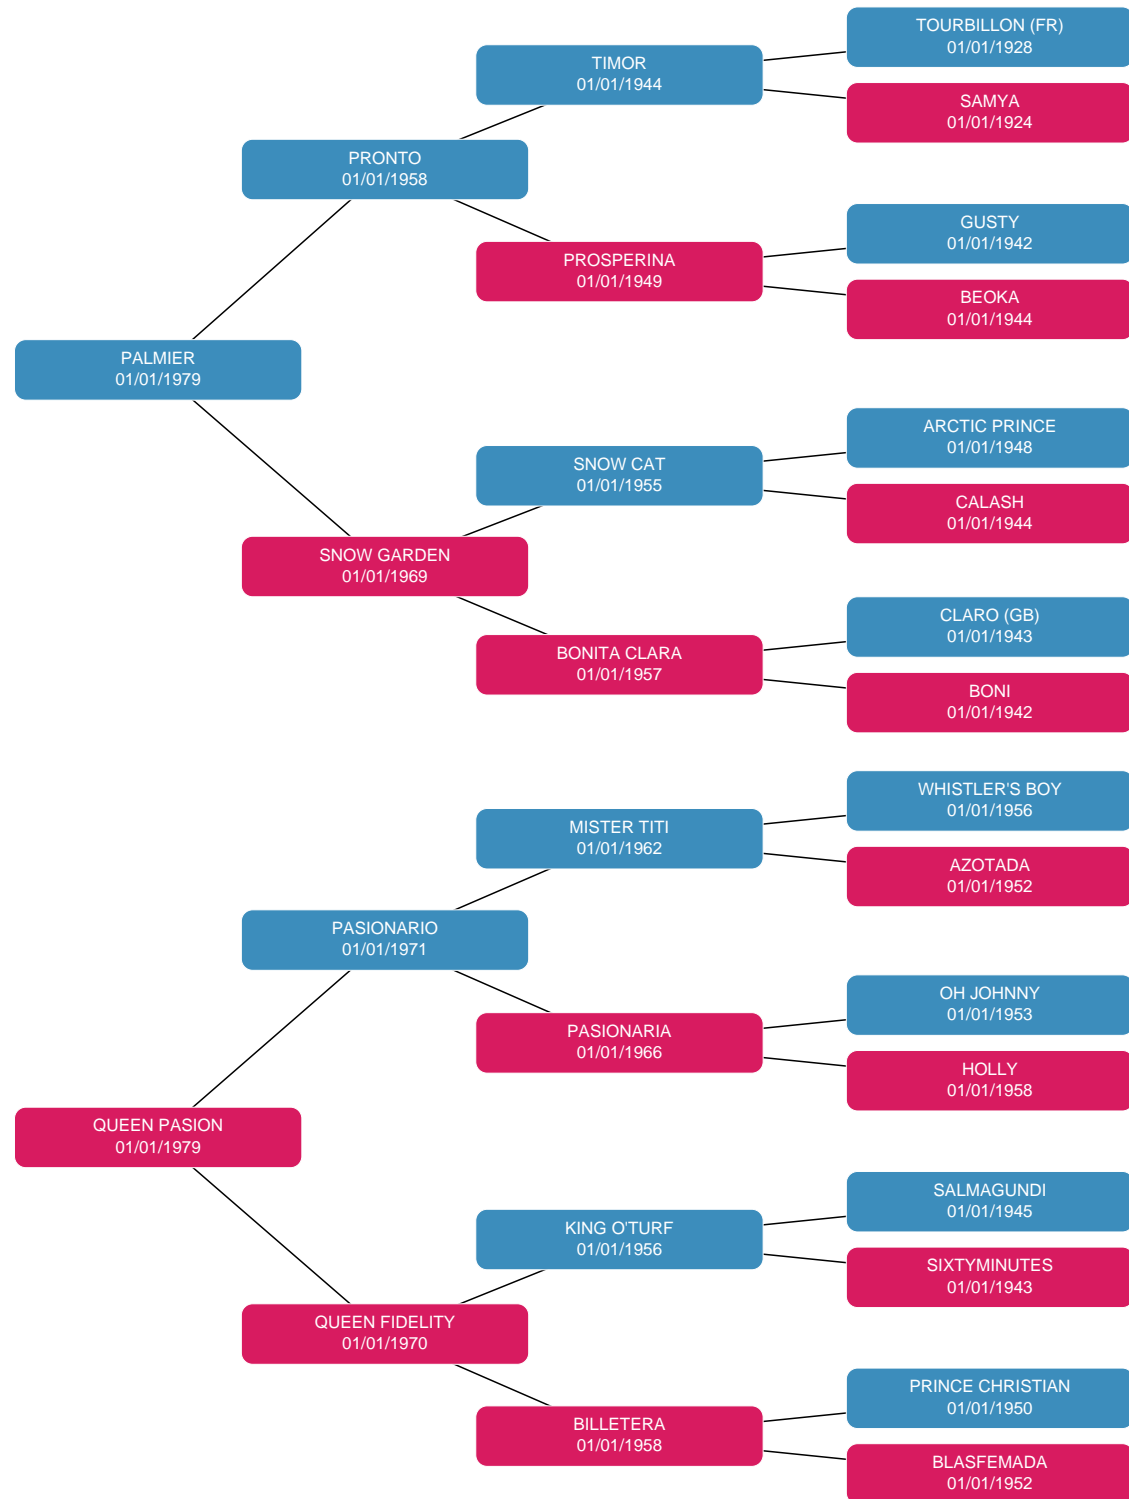 TOURBILLON (FR)
01/01/1928
TIMOR
01/01/1944
SAMYA
01/01/1924
PRONTO
01/01/1958
GUSTY
01/01/1942
PROSPERINA
01/01/1949
BEOKA
01/01/1944
PALMIER
01/01/1979
ARCTIC PRINCE
01/01/1948
SNOW CAT
01/01/1955
CALASH
01/01/1944
SNOW GARDEN
01/01/1969
CLARO (GB)
01/01/1943
BONITA CLARA
01/01/1957
BONI
01/01/1942
WHISTLER'S BOY
01/01/1956
MISTER TITI
01/01/1962
AZOTADA
01/01/1952
PASIONARIO
01/01/1971
OH JOHNNY
01/01/1953
PASIONARIA
01/01/1966
HOLLY
01/01/1958
QUEEN PASION
01/01/1979
SALMAGUNDI
01/01/1945
KING O'TURF
01/01/1956
SIXTYMINUTES
01/01/1943
QUEEN FIDELITY
01/01/1970
PRINCE CHRISTIAN
01/01/1950
BILLETERA
01/01/1958
BLASFEMADA
01/01/1952